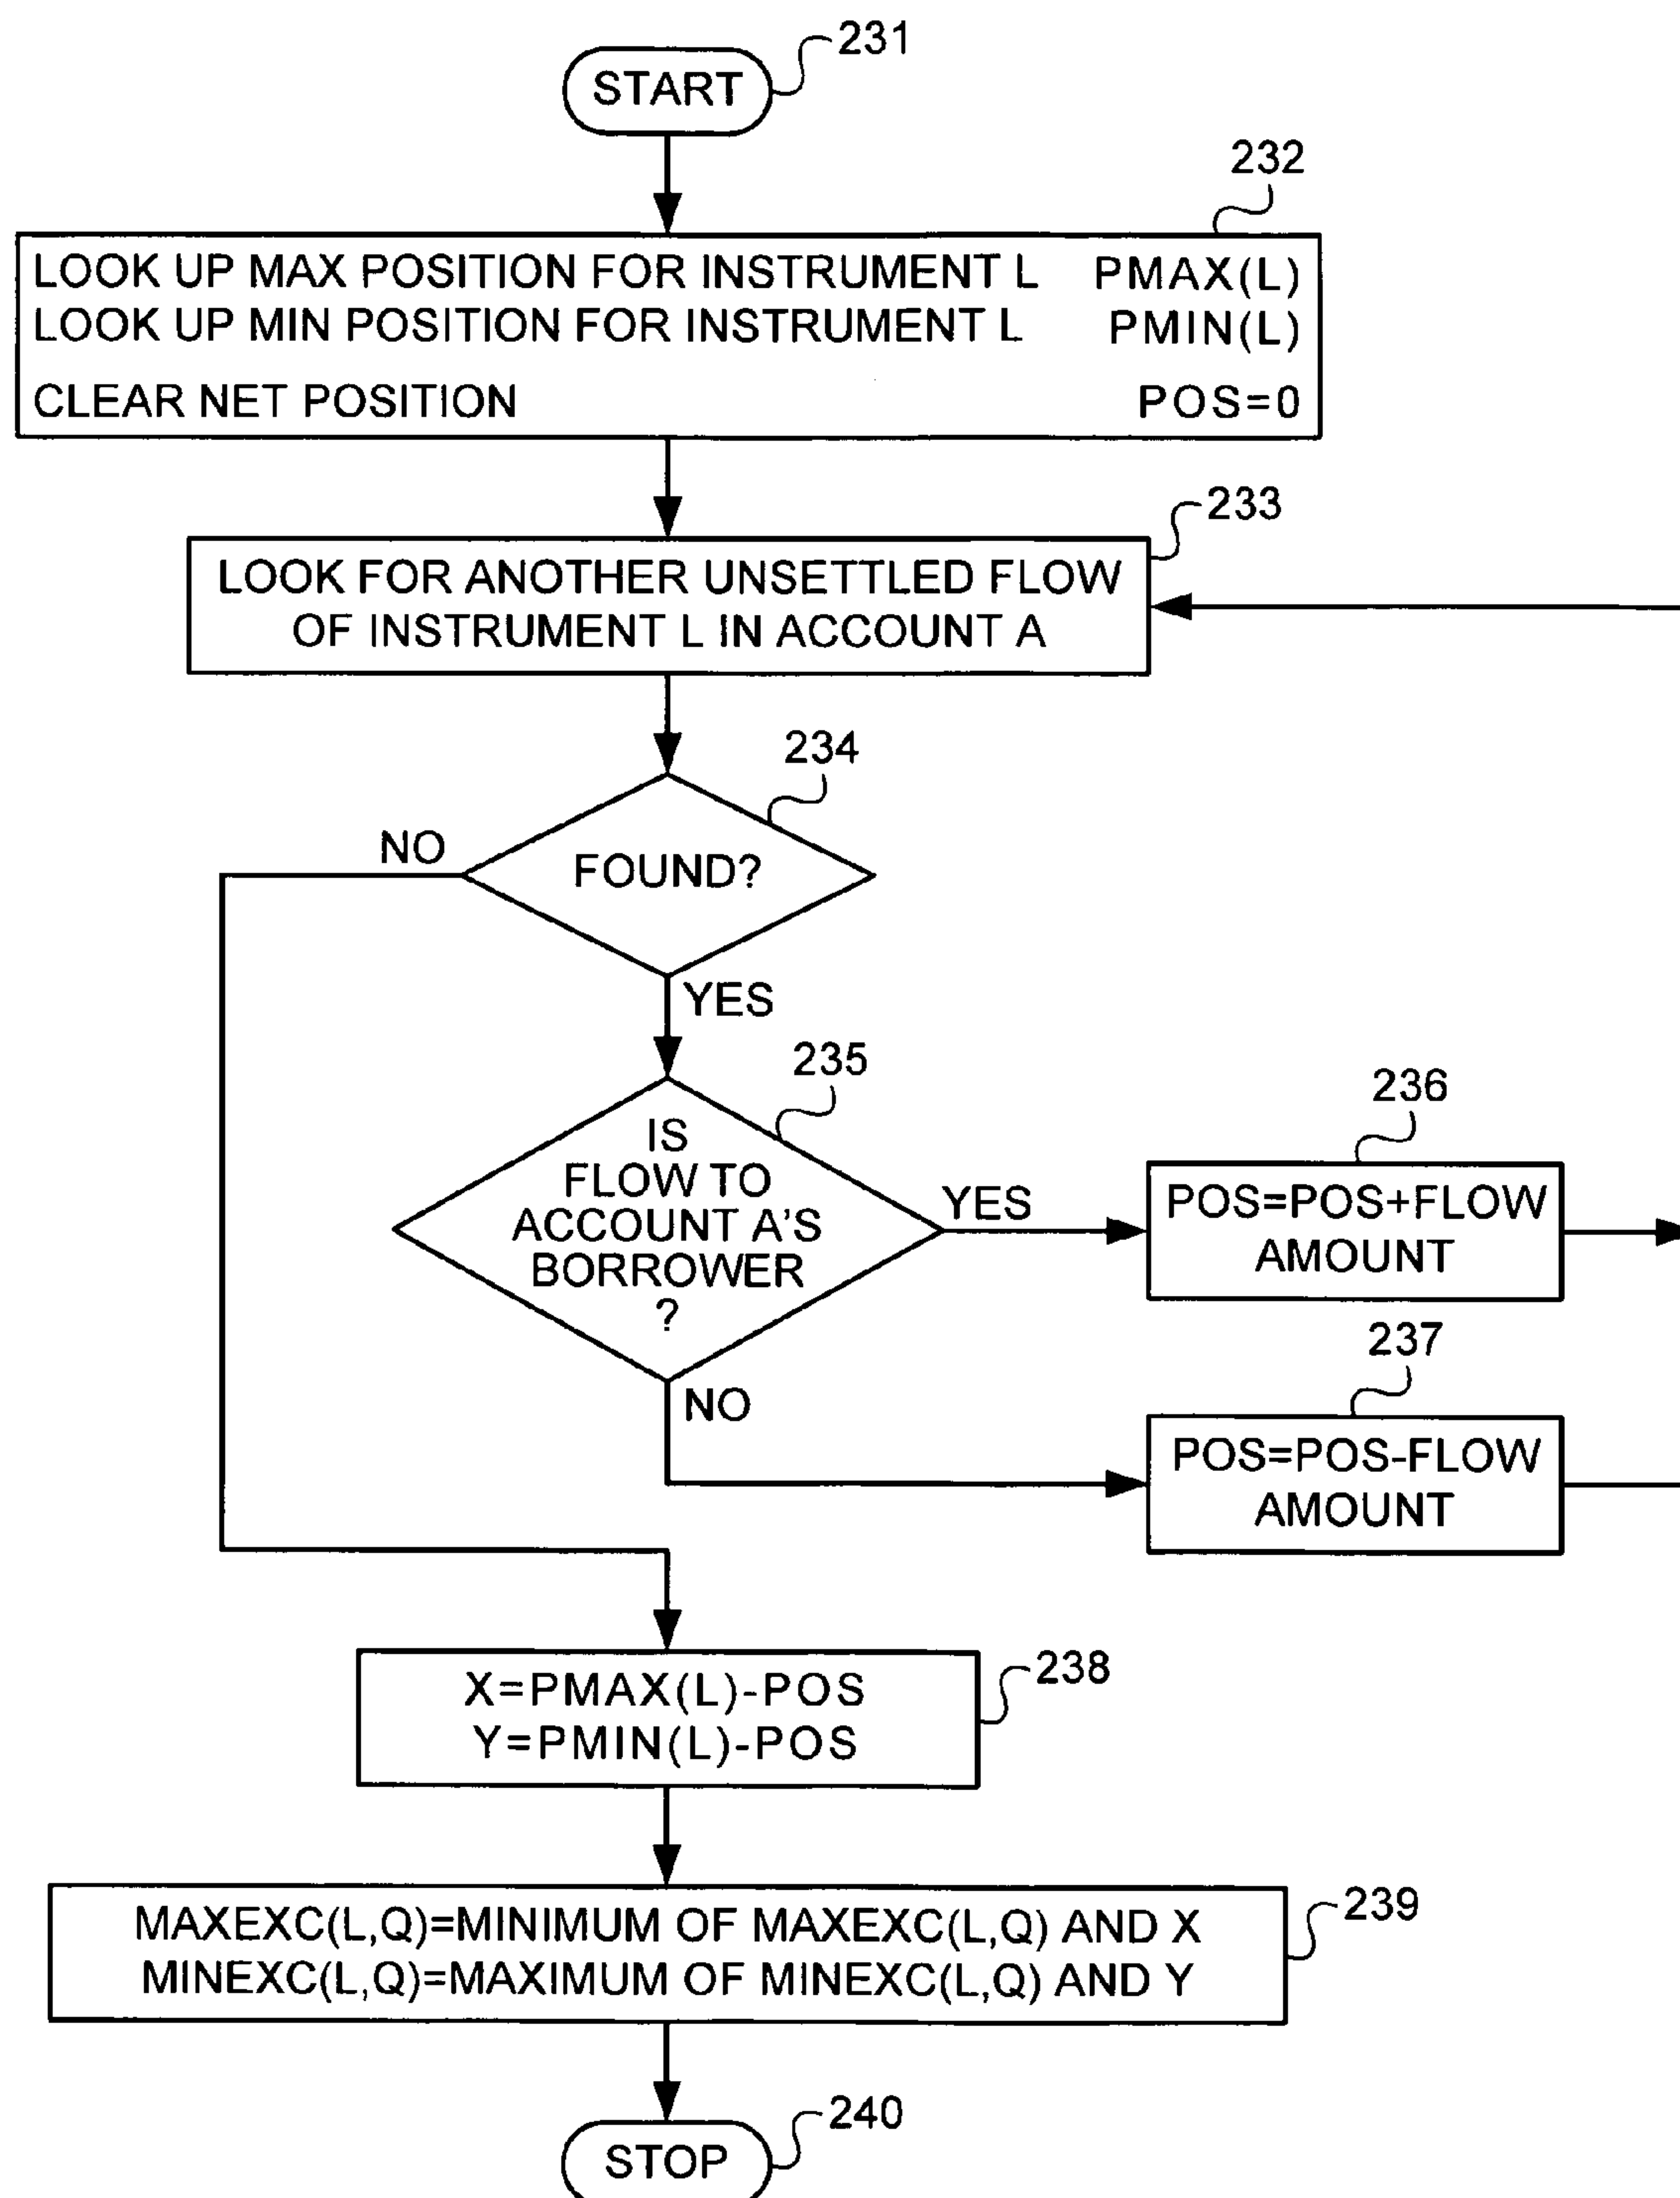 231
START
232
LOOK UP MAX POSITION FOR INSTRUMENT L PMAX(L)
LOOK UP MIN POSITION FOR INSTRUMENT L PMIN(L)
CLEAR NET POSITION POS=0
233
LOOK FOR ANOTHER UNSETTLED FLOW
OF INSTRUMENT L IN ACCOUNT A
234
NO
FOUND?
YES
235
IS
FLOW TO
ACCOUNT A'S
BORROWER
?
YES
236
POS=POS+FLOW
AMOUNT
NO
237
POS=POS-FLOW
AMOUNT
238
X=PMAX(L)-POS
Y=PMIN(L)-POS
239
MAXEXC(L,Q)=MINIMUM OF MAXEXC(L,Q) AND X
MINEXC(L,Q)=MAXIMUM OF MINEXC(L,Q) AND Y
240
STOP